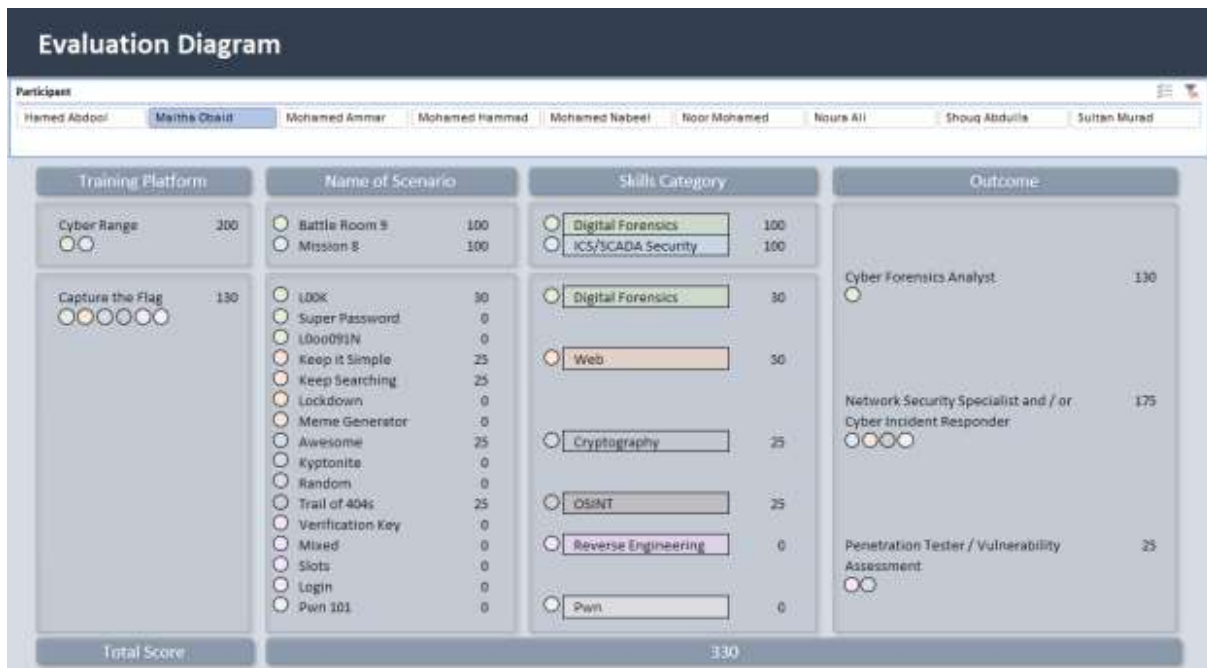 Evaluation Diagram
Participant
Hamed Abdool Maitha Obaid Mohamed Ammar Mohamed Hammad Mohamed Nabeel Noor Mohamed Noura Ali Shouq Abdulla Sultan Murad
Training Platform Name of Scenario Skills Category Outcome
Cyber Range 200
Battle Room 9 100
Mission 8 100
Digital Forensics 100
ICS/SCADA Security 100
Capture the Flag 130
L00K 30
Super Password 0
L0oo091N 0
Keep it Simple 25
Keep Searching 25
Lockdown 0
Meme Generator 0
Awesome 25
Kyptonite 0
Random 0
Trail of 404s 25
Verification Key 0
Mixed 0
Slots 0
Login 0
Pwn 101 0
Digital Forensics 30
Web 50
Cryptography 25
OSINT 25
Reverse Engineering 0
Pwn 0
Cyber Forensics Analyst 130
Network Security Specialist and / or 175
Cyber Incident Responder
Penetration Tester / Vulnerability 25
Assessment
Total Score 330